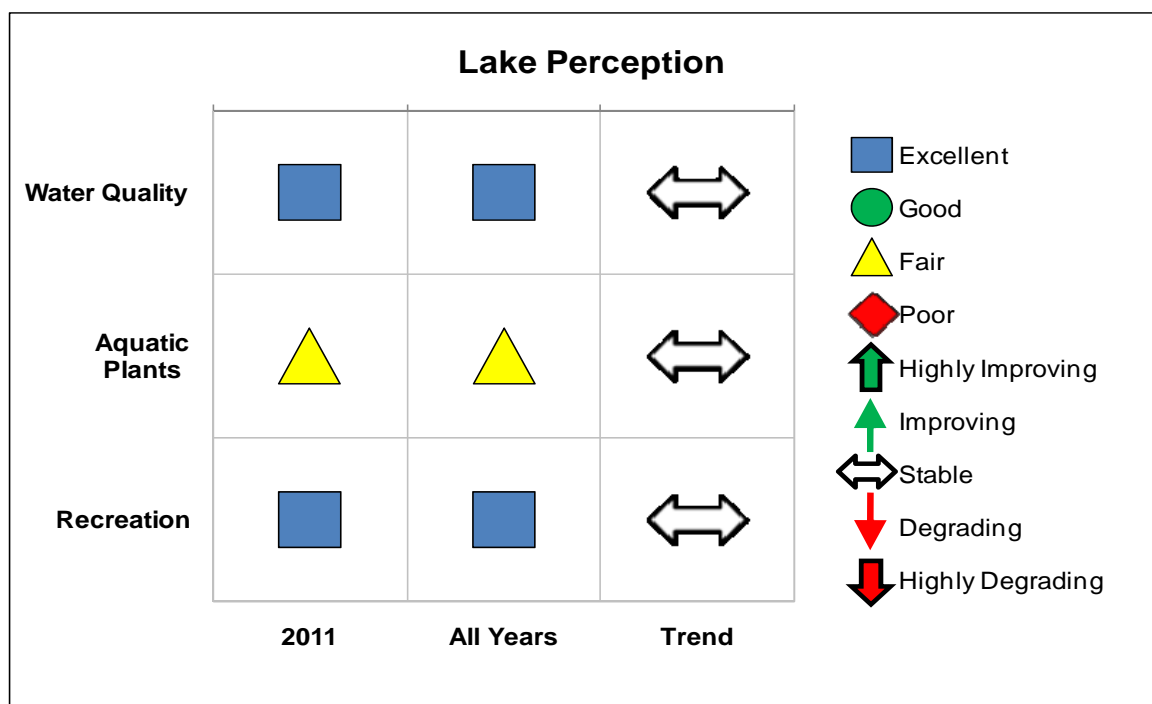 Lake Perception
Water Quality
Aquatic
Plants
Recreation
2011
All Years
Trend
Excellent
Good
Fair
Poor
Highly Improving
Improving
Stable
Degrading
Highly Degrading